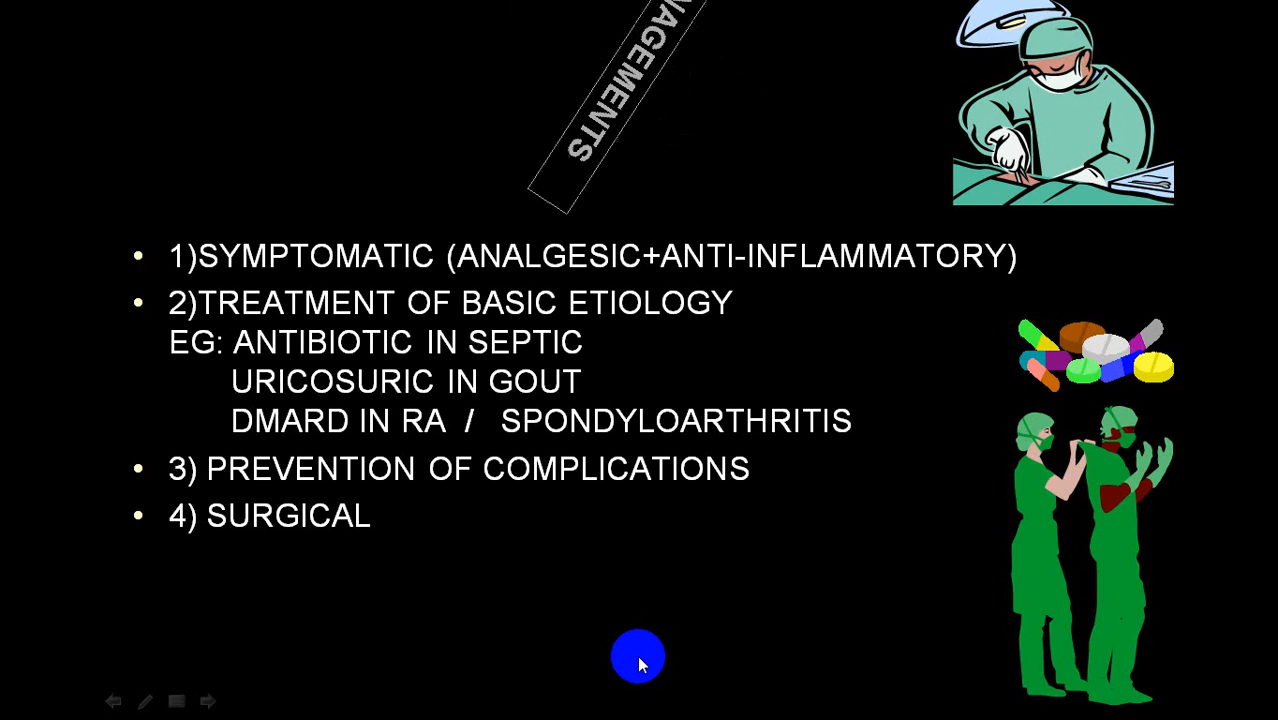 NAGEMENTS
• 1)SYMPTOMATIC (ANALGESIC+ANTI-INFLAMMATORY)
• 2)TREATMENT OF BASIC ETIOLOGY
EG: ANTIBIOTIC IN SEPTIC
URICOSURIC IN GOUT
DMARD IN RA / SPONDYLOARTHRITIS
• 3) PREVENTION OF COMPLICATIONS
• 4) SURGICAL